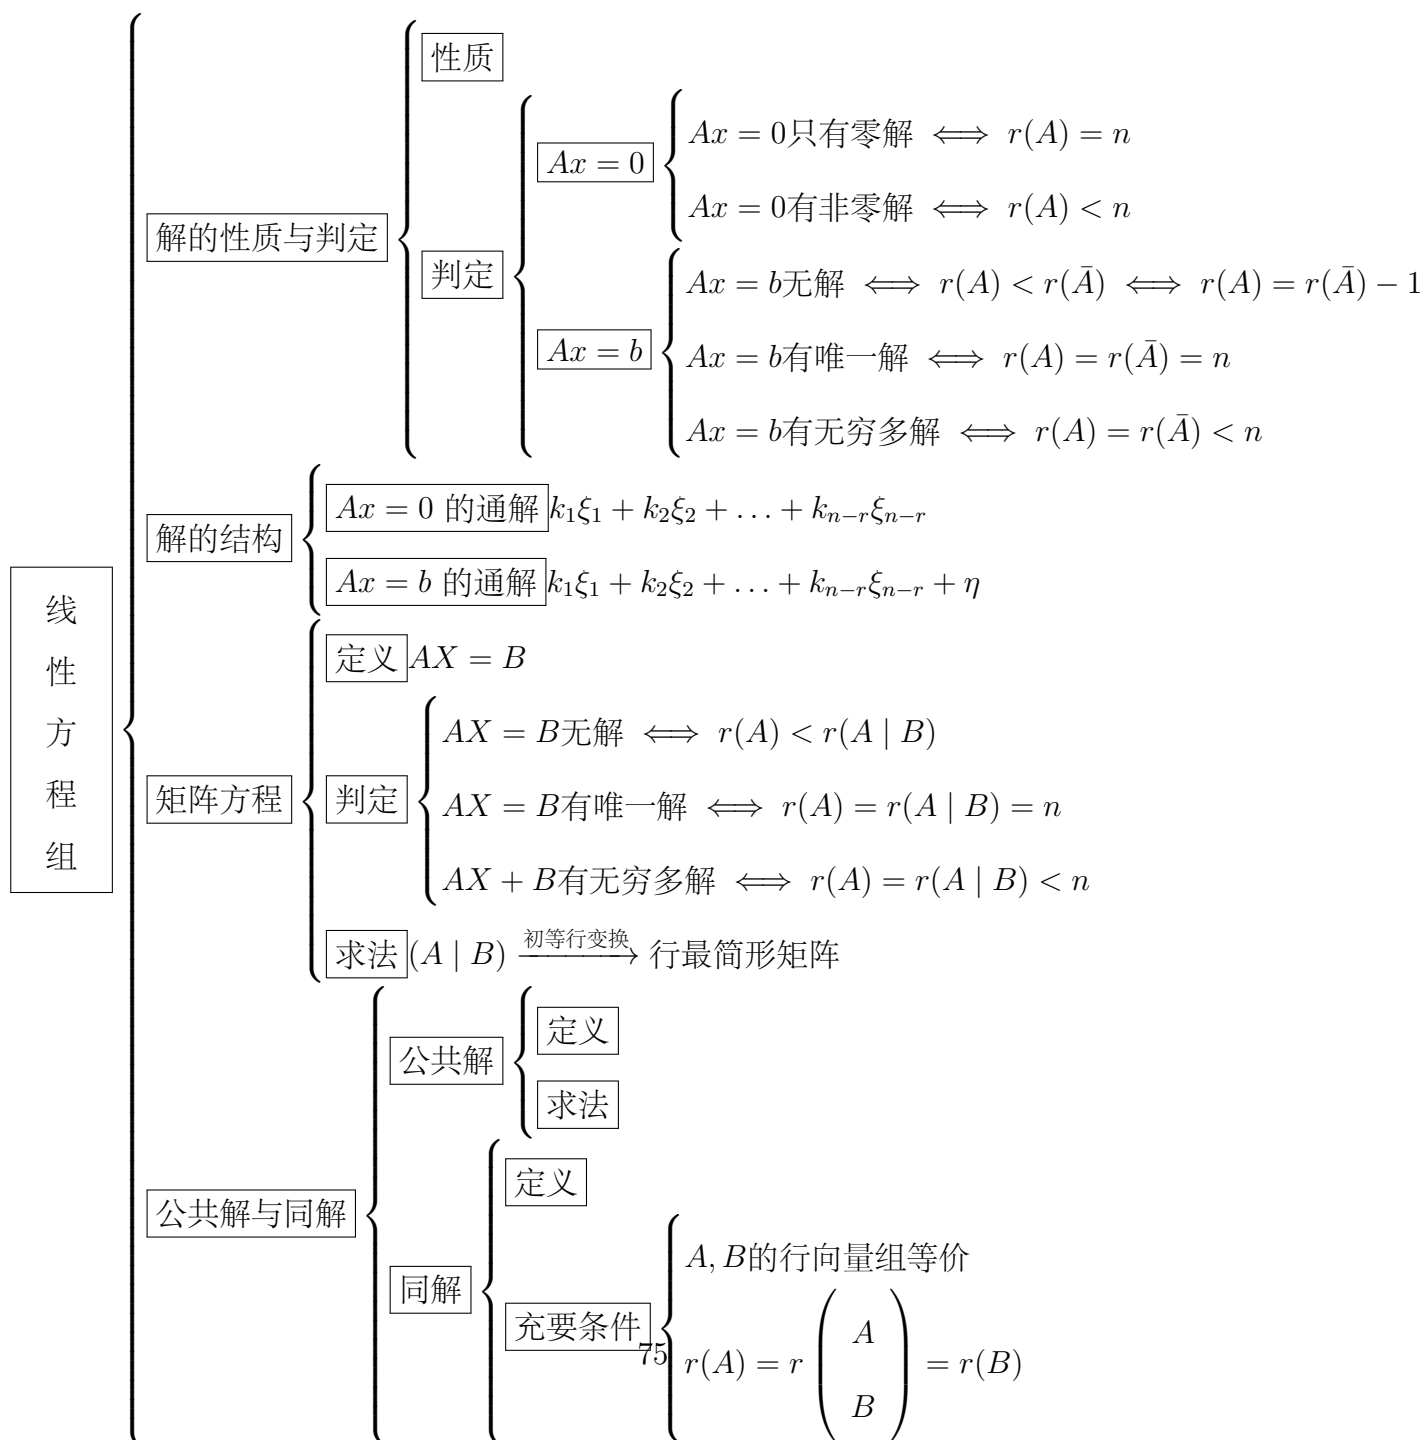 线性方程组
解的性质与判定
性质
判定
Ax = 0
Ax = 0只有零解 ⟺ r(A) = n
Ax = 0有非零解 ⟺ r(A) < n
Ax = b
Ax = b无解 ⟺ r(A) < r(Ā) ⟺ r(A) = r(Ā) − 1
Ax = b有唯一解 ⟺ r(A) = r(Ā) = n
Ax = b有无穷多解 ⟺ r(A) = r(Ā) < n
解的结构
Ax = 0 的通解 k₁ξ₁ + k₂ξ₂ + … + kₙ₋ᵣξₙ₋ᵣ
Ax = b 的通解 k₁ξ₁ + k₂ξ₂ + … + kₙ₋ᵣξₙ₋ᵣ + η
矩阵方程
定义 AX = B
判定
AX = B无解 ⟺ r(A) < r(A | B)
AX = B有唯一解 ⟺ r(A) = r(A | B) = n
AX + B有无穷多解 ⟺ r(A) = r(A | B) < n
求法 (A | B) 初等行变换→ 行最简形矩阵
公共解与同解
公共解
定义
求法
同解
定义
充要条件
A, B的行向量组等价
r(A) = r(A B) = r(B)
75